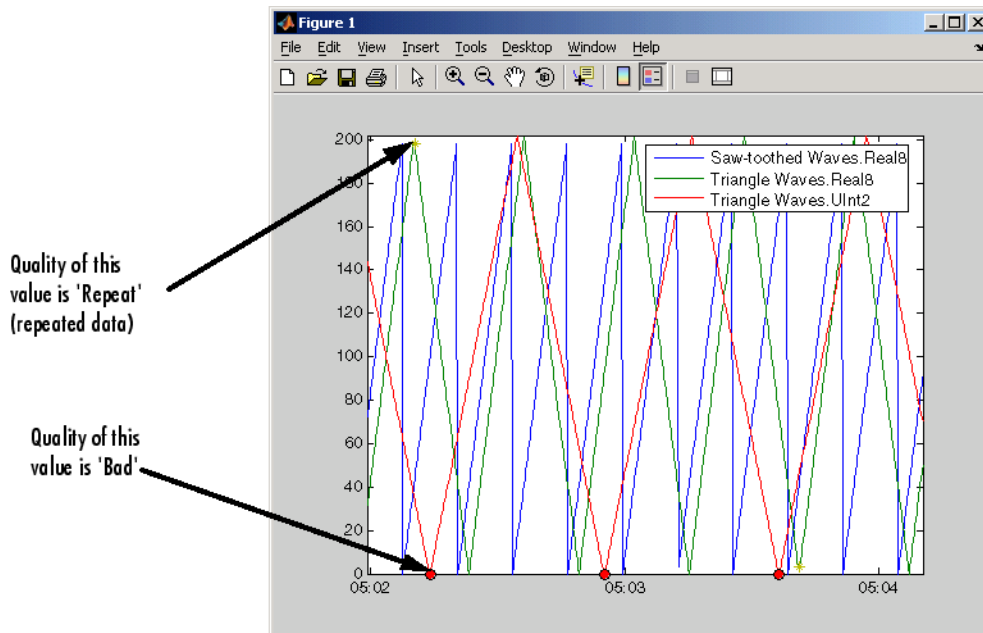 Figure 1
File Edit View Insert Tools Desktop Window Help
200
160
140
120
100
80
60
40
20
0
05:02 05:03 05:04
Saw-toothed Waves.Real8
Triangle Waves.Real8
Triangle Waves.UInt2
Quality of this
value is 'Repeat'
(repeated data)
Quality of this
value is 'Bad'